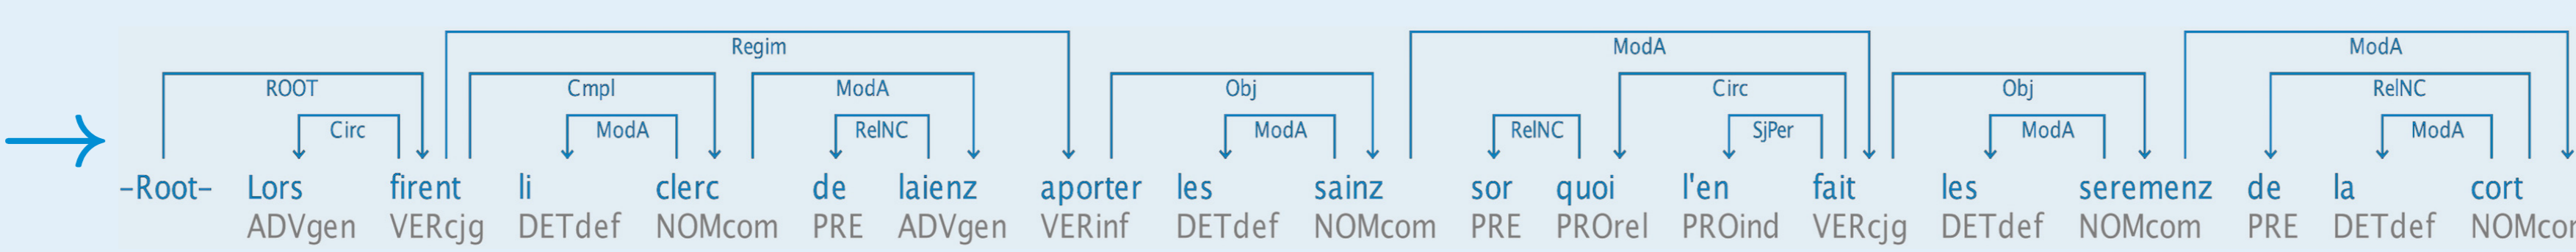 Regim ModA ModA
ROOT Cmpl ModA Obj Circ Obj RelNC
Circ ModA RelNC ModA RelNC SjPer ModA ModA
–Root– Lors firent li clerc de laienz aporter les sainz sor quoi l'en fait les seremenz de la cort
ADVgen VERcjg DETdef NOMcom PRE ADVgen VERinf DETdef NOMcom PRE PROrel PROind VERcjg DETdef NOMcom PRE DETdef